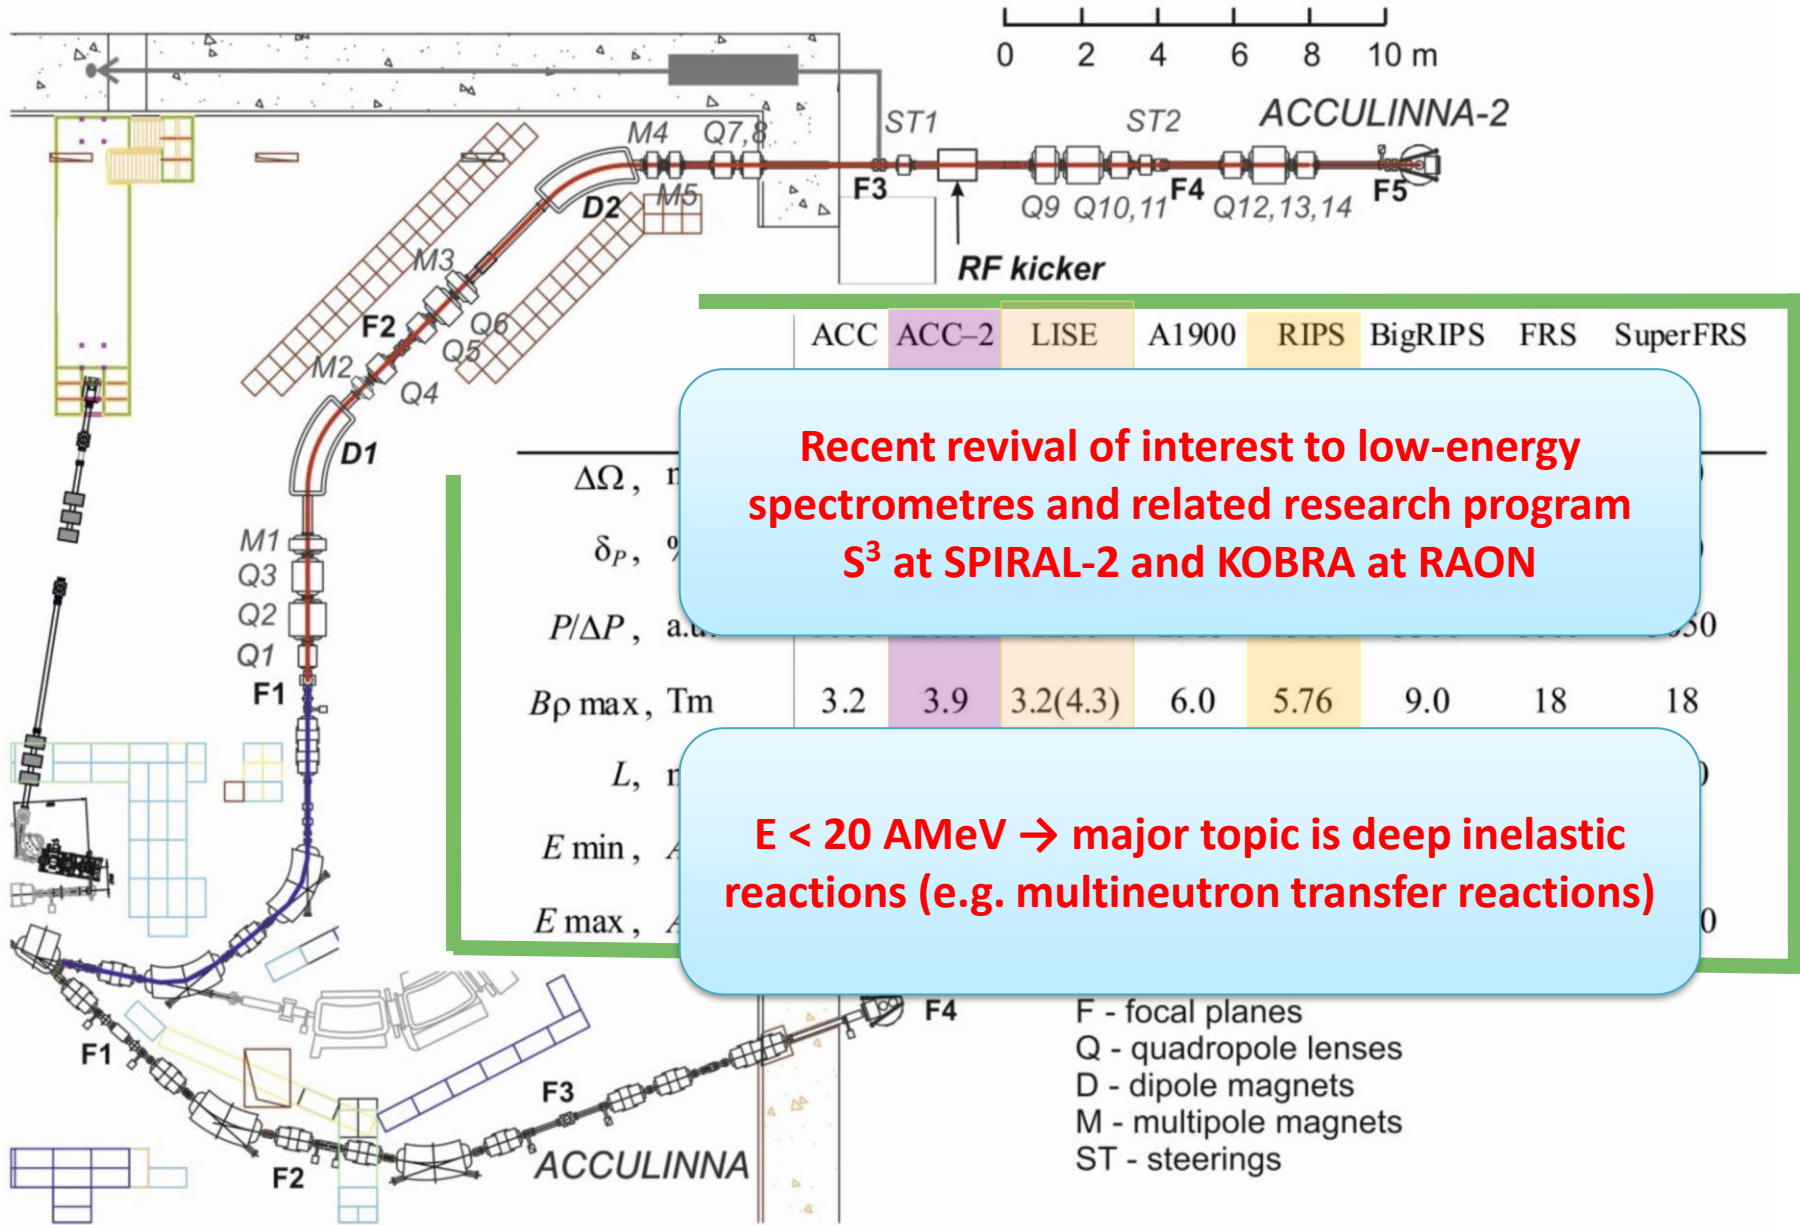 0 2 4 6 8 10 m
ACCULINNA-2
M4 Q7,8 ST1 ST2
D2 M5 F3 F4 F5
Q9 Q10,11 Q12,13,14
RF kicker
M3
F2 Q6
Q5
M2 Q4
D1
M1
Q3
Q2
Q1
F1
ACC ACC–2 LISE A1900 RIPS BigRIPS FRS SuperFRS
ΔΩ,
δP,
P/ΔP, a.u.
Bρ max, Tm 3.2 3.9 3.2(4.3) 6.0 5.76 9.0 18 18
L,
E min,
E max,
Recent revival of interest to low-energy
spectrometres and related research program
S³ at SPIRAL-2 and KOBRA at RAON
E < 20 AMeV → major topic is deep inelastic
reactions (e.g. multineutron transfer reactions)
F1
F2
F3
F4
ACCULINNA
F - focal planes
Q - quadropole lenses
D - dipole magnets
M - multipole magnets
ST - steerings